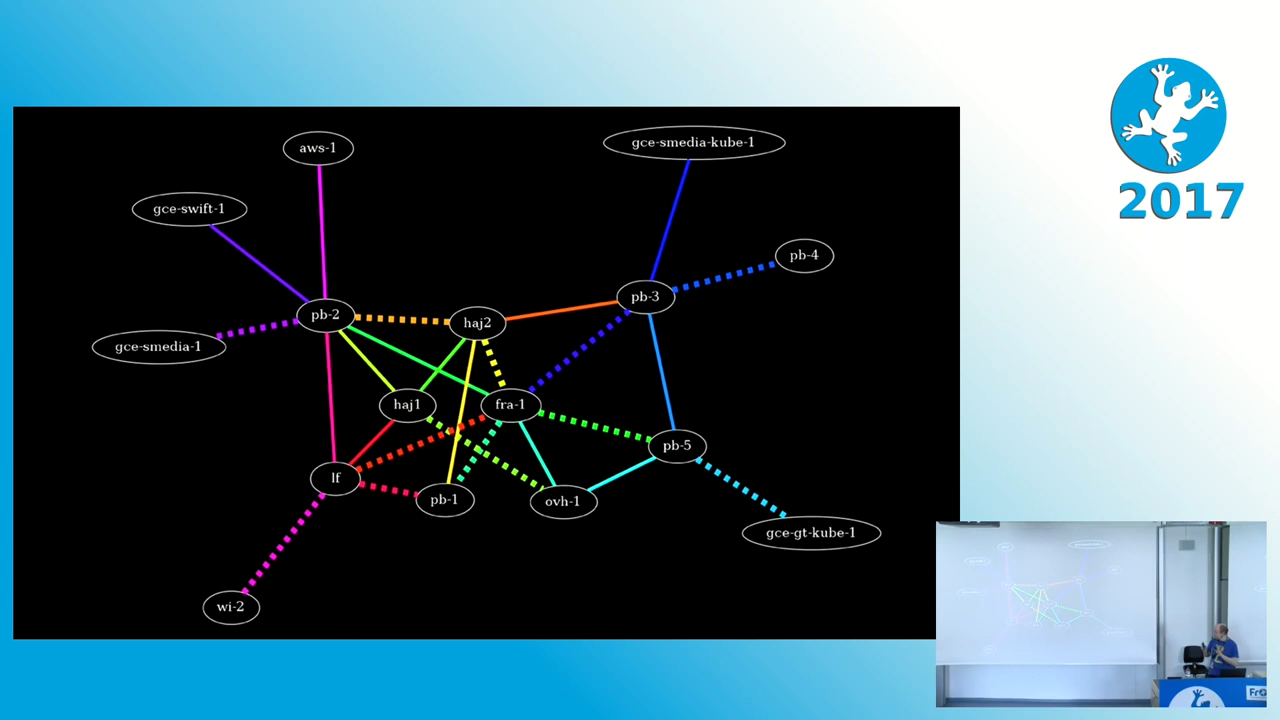 aws-1
gce-smedia-kube-1
2017
gce-swift-1
pb-4
pb-3
pb-2
haj2
gce-smedia-1
haj1
fra-1
pb-5
lf
pb-1
ovh-1
gce-gt-kube-1
wi-2